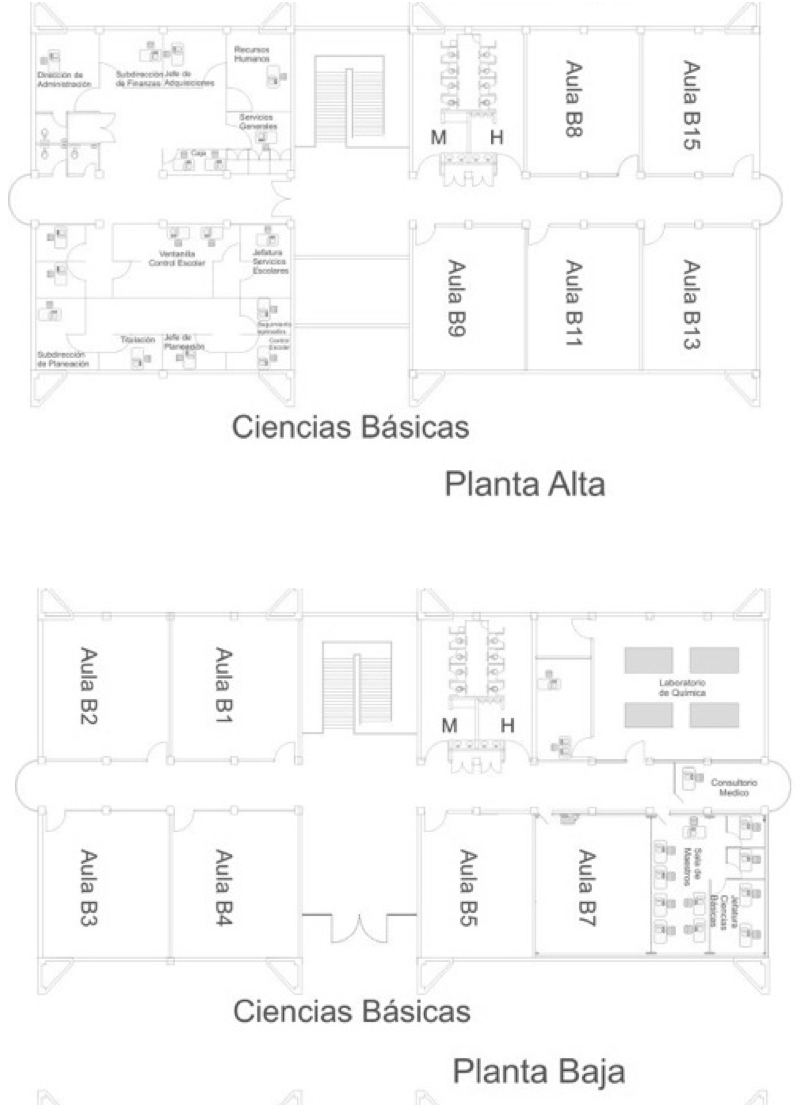 Dirección de
Administración
Subdirección
de Finanzas
Jefe de
Adquisiciones
Recursos
Humanos
Servicios
Generales
Caja
M
H
Aula B8
Aula B15
Ventanilla
Control Escolar
Jefatura
Servicios
Escolares
Titulación
Jefe de
Planeación
Control
Escolar
Subdirección
de Planeación
Aula B9
Aula B11
Aula B13
Ciencias Básicas
Planta Alta
Aula B2
Aula B1
M
H
Laboratorio
de Química
Consultorio
Medico
Aula B3
Aula B4
Aula B5
Aula B7
Sala de
Maestros
Jefatura
Ciencias
Básicas
Ciencias Básicas
Planta Baja